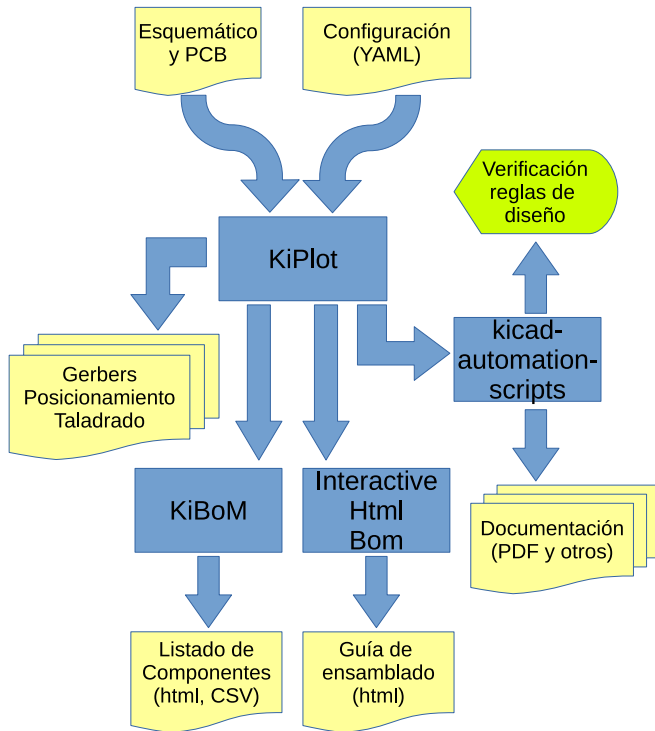 Esquemático
y PCB
Configuración
(YAML)
Verificación
reglas de
diseño
KiPlot
kicad-
automation-
scripts
Gerbers
Posicionamiento
Taladrado
KiBoM
Interactive
Html
Bom
Documentación
(PDF y otros)
Listado de
Componentes
(html, CSV)
Guía de
ensamblado
(html)